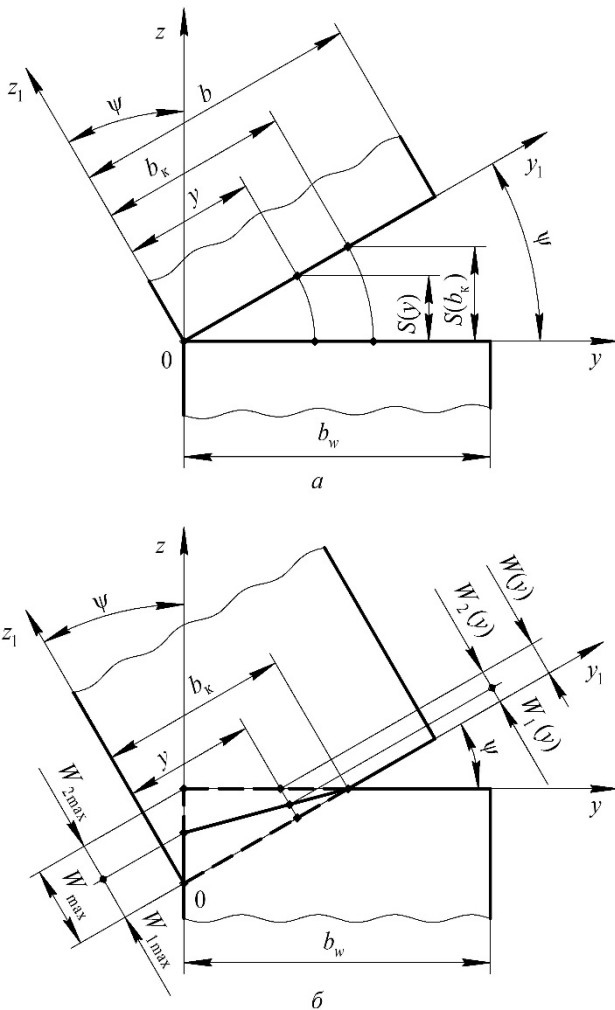 z
z₁
ψ
b
bк
y
y₁
ψ
S(y)
S(bк)
0
y
bw
а
z
z₁
ψ
W(y)
W₂(y)
y₁
bк
y
W₁(y)
ψ
y
W₂max
Wmax
W₁max
0
bw
б